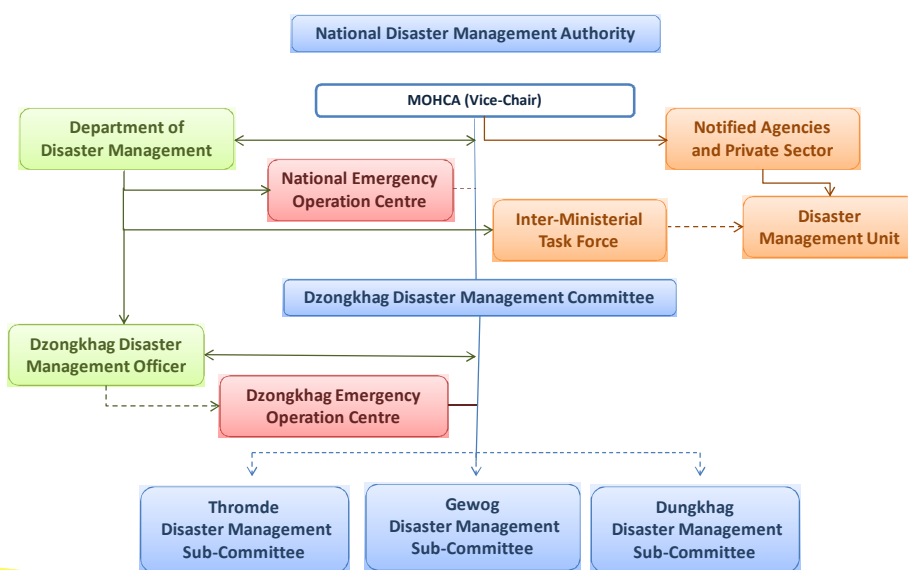 National Disaster Management Authority
MOHCA (Vice-Chair)
Department of
Disaster Management
Notified Agencies
and Private Sector
National Emergency
Operation Centre
Inter-Ministerial
Task Force
Disaster
Management Unit
Dzongkhag Disaster Management Committee
Dzongkhag Disaster
Management Officer
Dzongkhag Emergency
Operation Centre
Thromde
Disaster Management
Sub-Committee
Gewog
Disaster Management
Sub-Committee
Dungkhag
Disaster Management
Sub-Committee